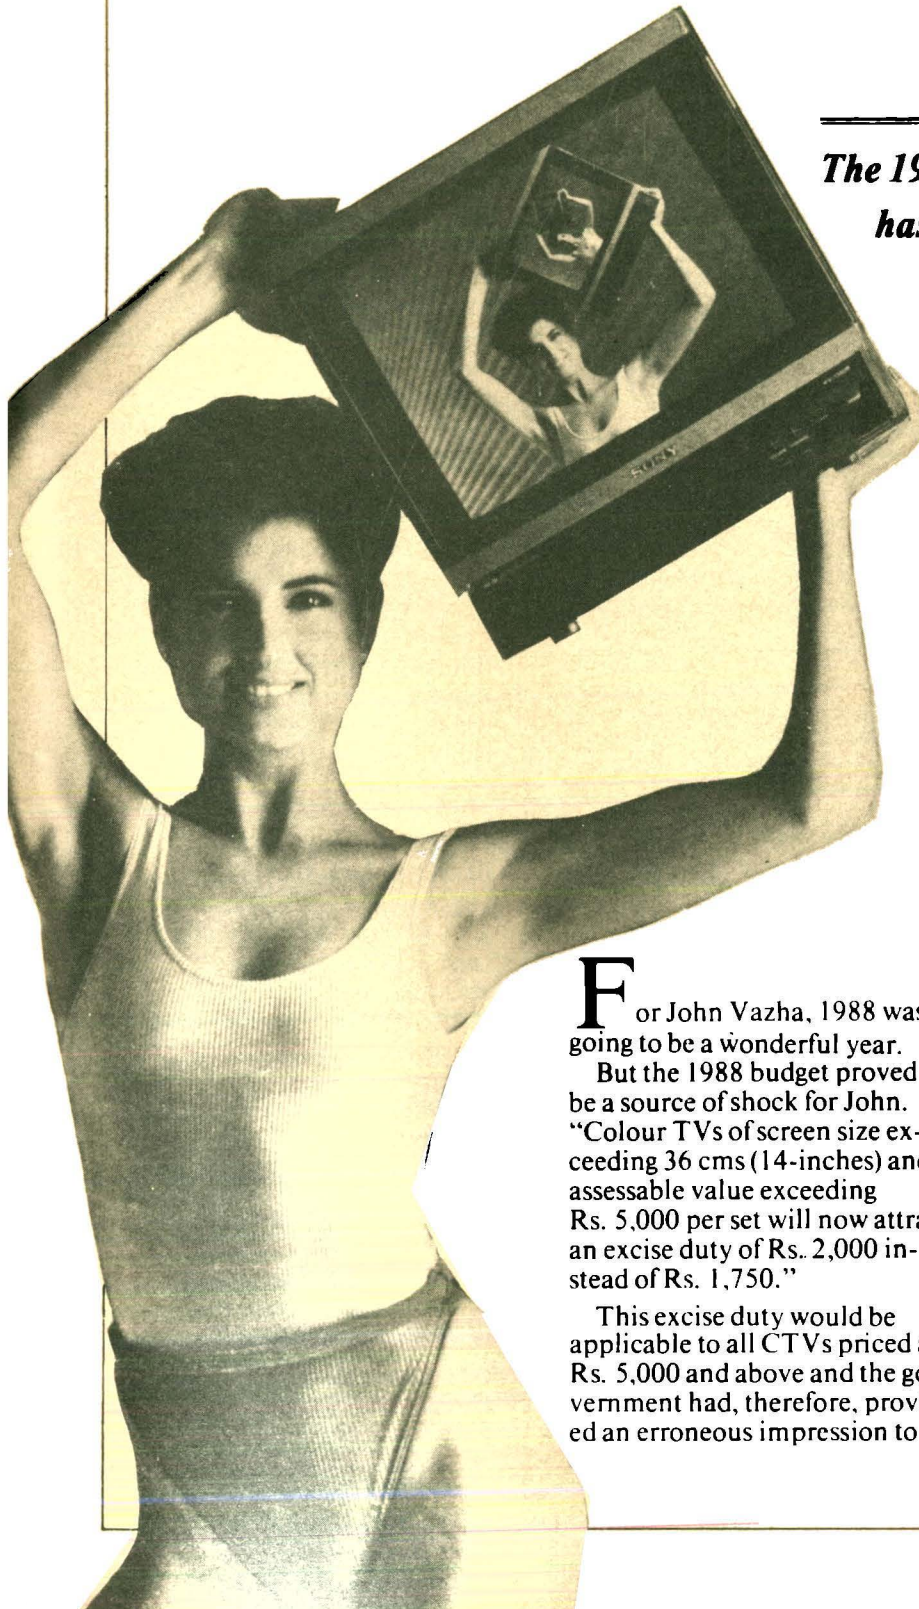 The 19
has
SONY
For John Vazha, 1988 was
going to be a wonderful year.
But the 1988 budget proved
be a source of shock for John.
“Colour TVs of screen size ex-
ceeding 36 cms (14-inches) and
assessable value exceeding
Rs. 5,000 per set will now attra
an excise duty of Rs. 2,000 in-
stead of Rs. 1,750.”
This excise duty would be
applicable to all CTVs priced a
Rs. 5,000 and above and the go
vernment had, therefore, prov
ed an erroneous impression to